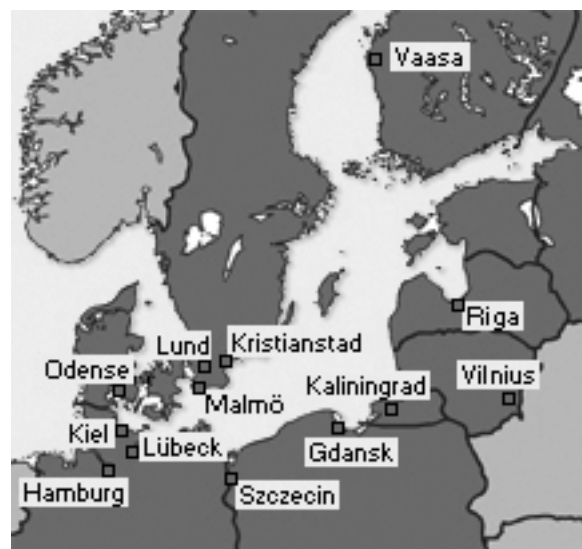 Vaasa
Riga
Lund
Kristianstad
Odense
Malmö
Kaliningrad
Vilnius
Kiel
Lübeck
Gdansk
Hamburg
Szczecin